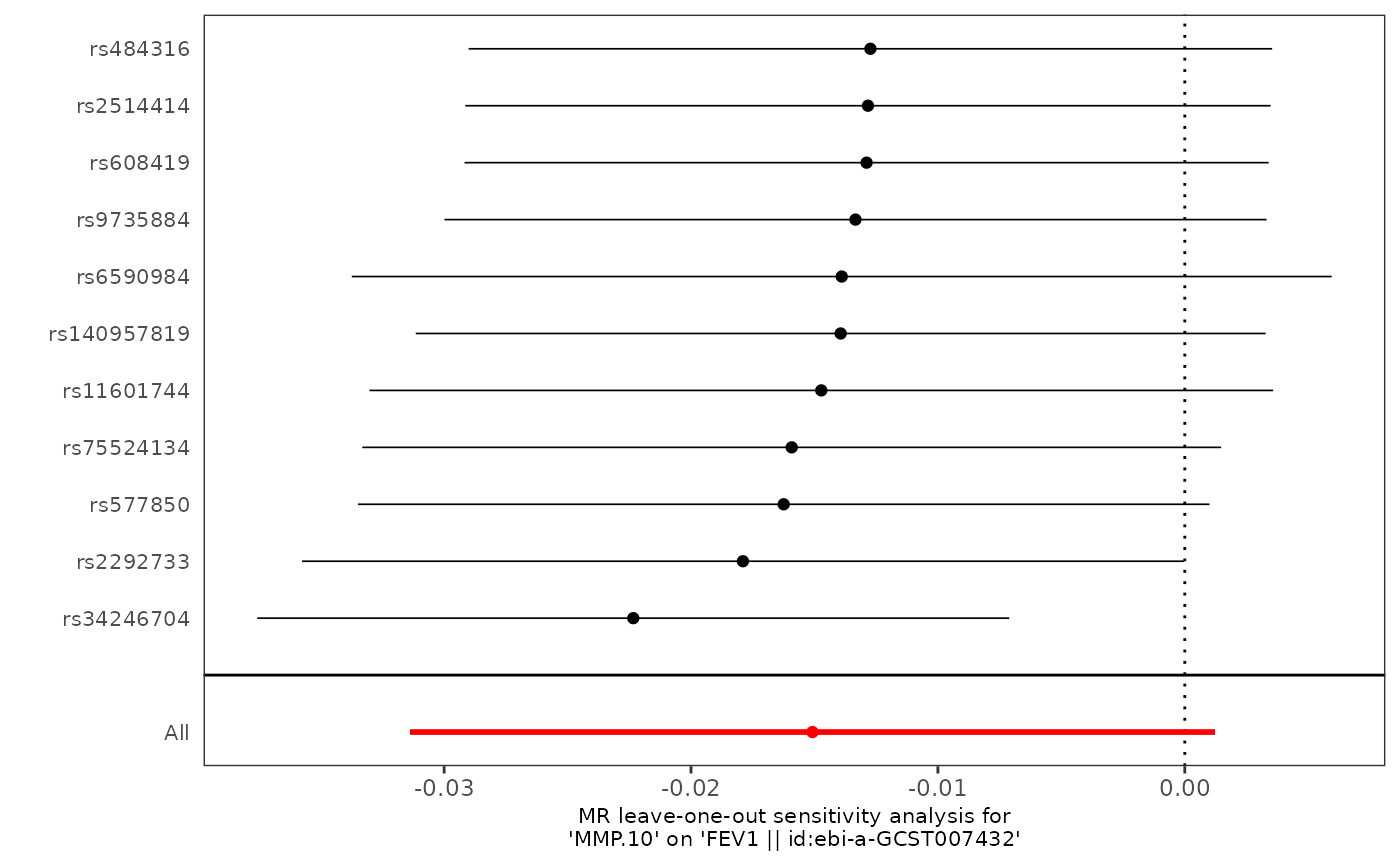 rs484316
rs2514414
rs608419
rs9735884
rs6590984
rs140957819
rs11601744
rs75524134
rs577850
rs2292733
rs34246704
All
-0.03 -0.02 -0.01 0.00
MR leave-one-out sensitivity analysis for
'MMP.10' on 'FEV1 || id:ebi-a-GCST007432'